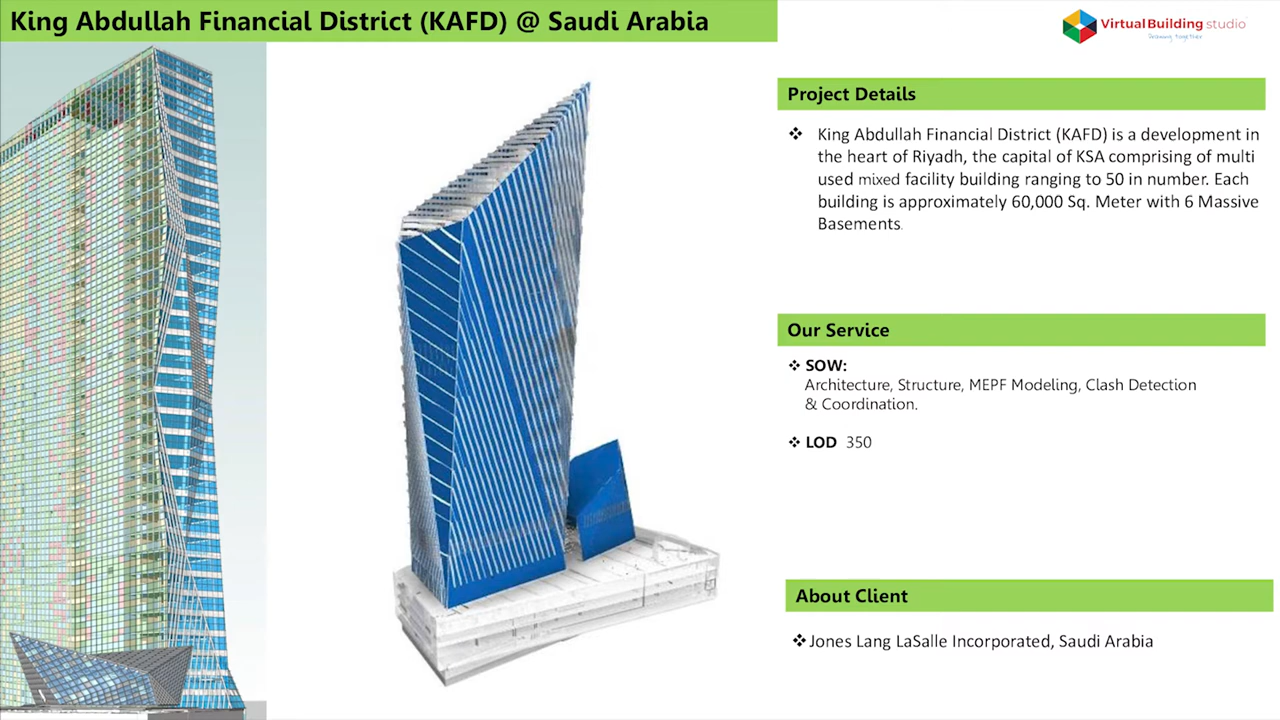 King Abdullah Financial District (KAFD) @ Saudi Arabia
Virtual Building studio
Drawing Together
Project Details
❖ King Abdullah Financial District (KAFD) is a development in
the heart of Riyadh, the capital of KSA comprising of multi
used mixed facility building ranging to 50 in number. Each
building is approximately 60,000 Sq. Meter with 6 Massive
Basements.
Our Service
❖ SOW:
Architecture, Structure, MEPF Modeling, Clash Detection
& Coordination.
❖ LOD 350
About Client
❖ Jones Lang LaSalle Incorporated, Saudi Arabia